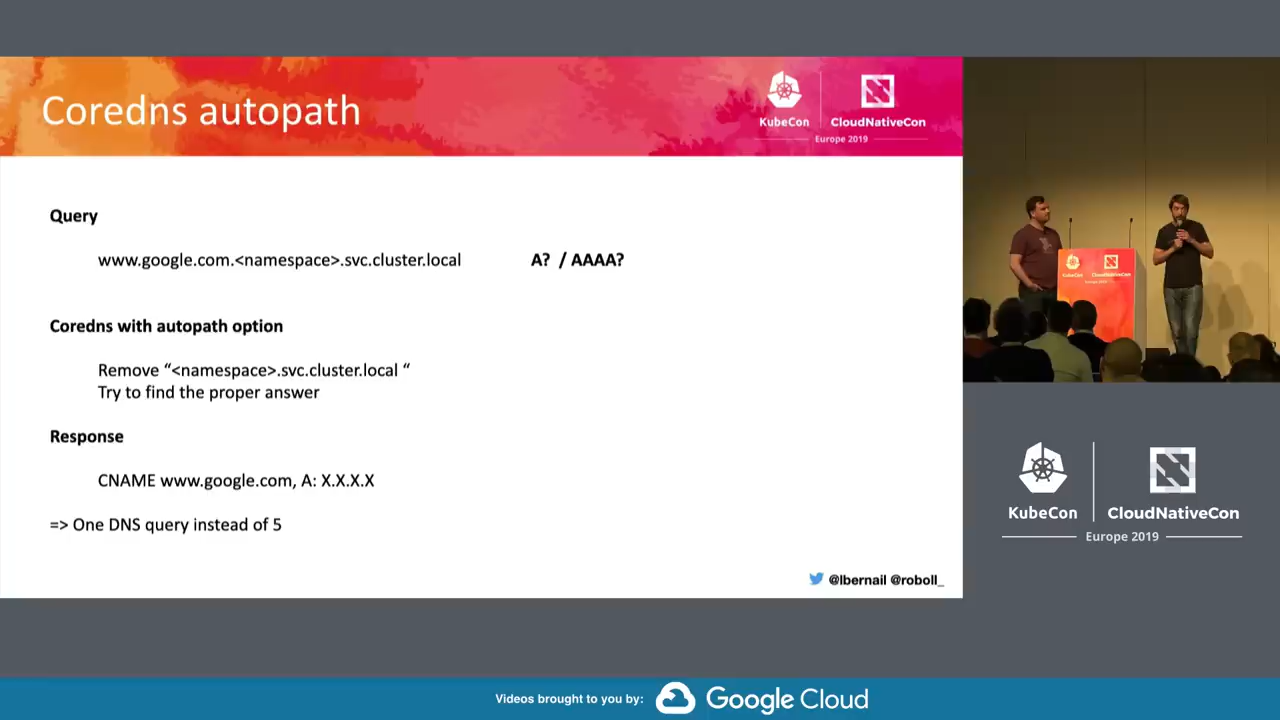 Coredns autopath
KubeCon
CloudNativeCon
Europe 2019
Query
www.google.com.<namespace>.svc.cluster.local A? / AAAA?
Coredns with autopath option
Remove “<namespace>.svc.cluster.local “
Try to find the proper answer
Response
CNAME www.google.com, A: X.X.X.X
=> One DNS query instead of 5
@lbernail @roboll_
KubeCon
CloudNativeCon
KubeCon
CloudNativeCon
Europe 2019
Videos brought to you by:
Google Cloud